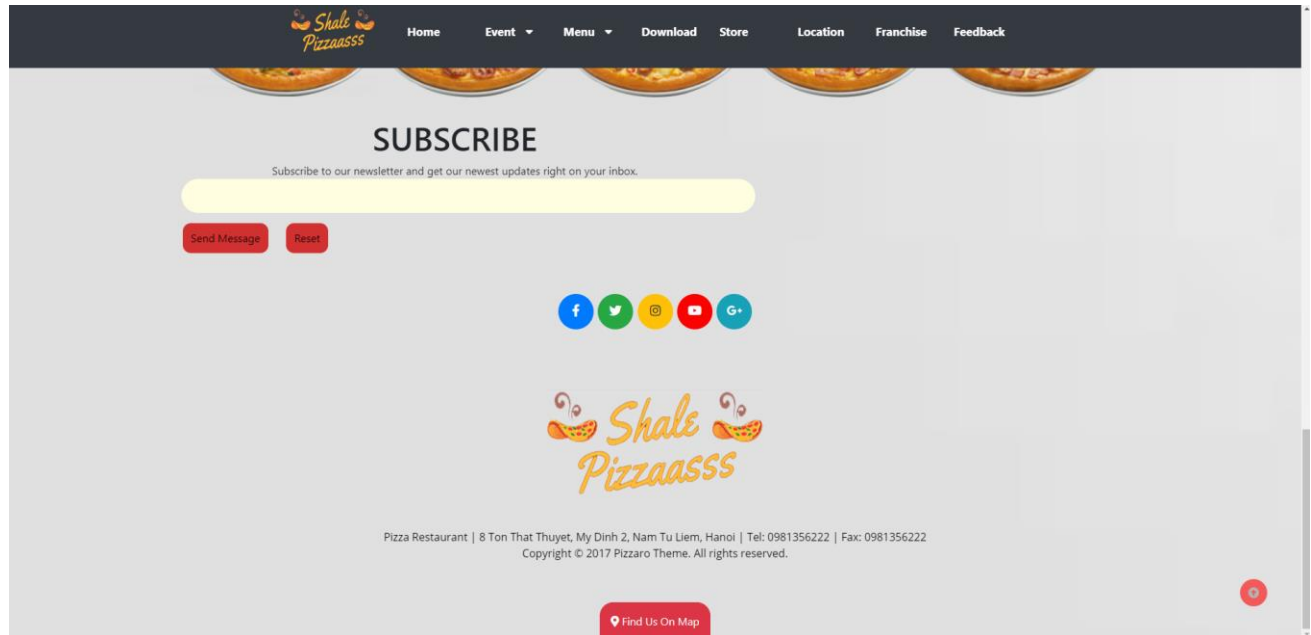 Shale
Pizzaasss
Home Event Menu Download Store Location Franchise Feedback
SUBSCRIBE
Subscribe to our newsletter and get our newest updates right on your inbox.
Send Message Reset
G+
Shale
Pizzaasss
Pizza Restaurant | 8 Ton That Thuyet, My Dinh 2, Nam Tu Liem, Hanoi | Tel: 0981356222 | Fax: 0981356222
Copyright © 2017 Pizzaro Theme. All rights reserved.
Find Us On Map